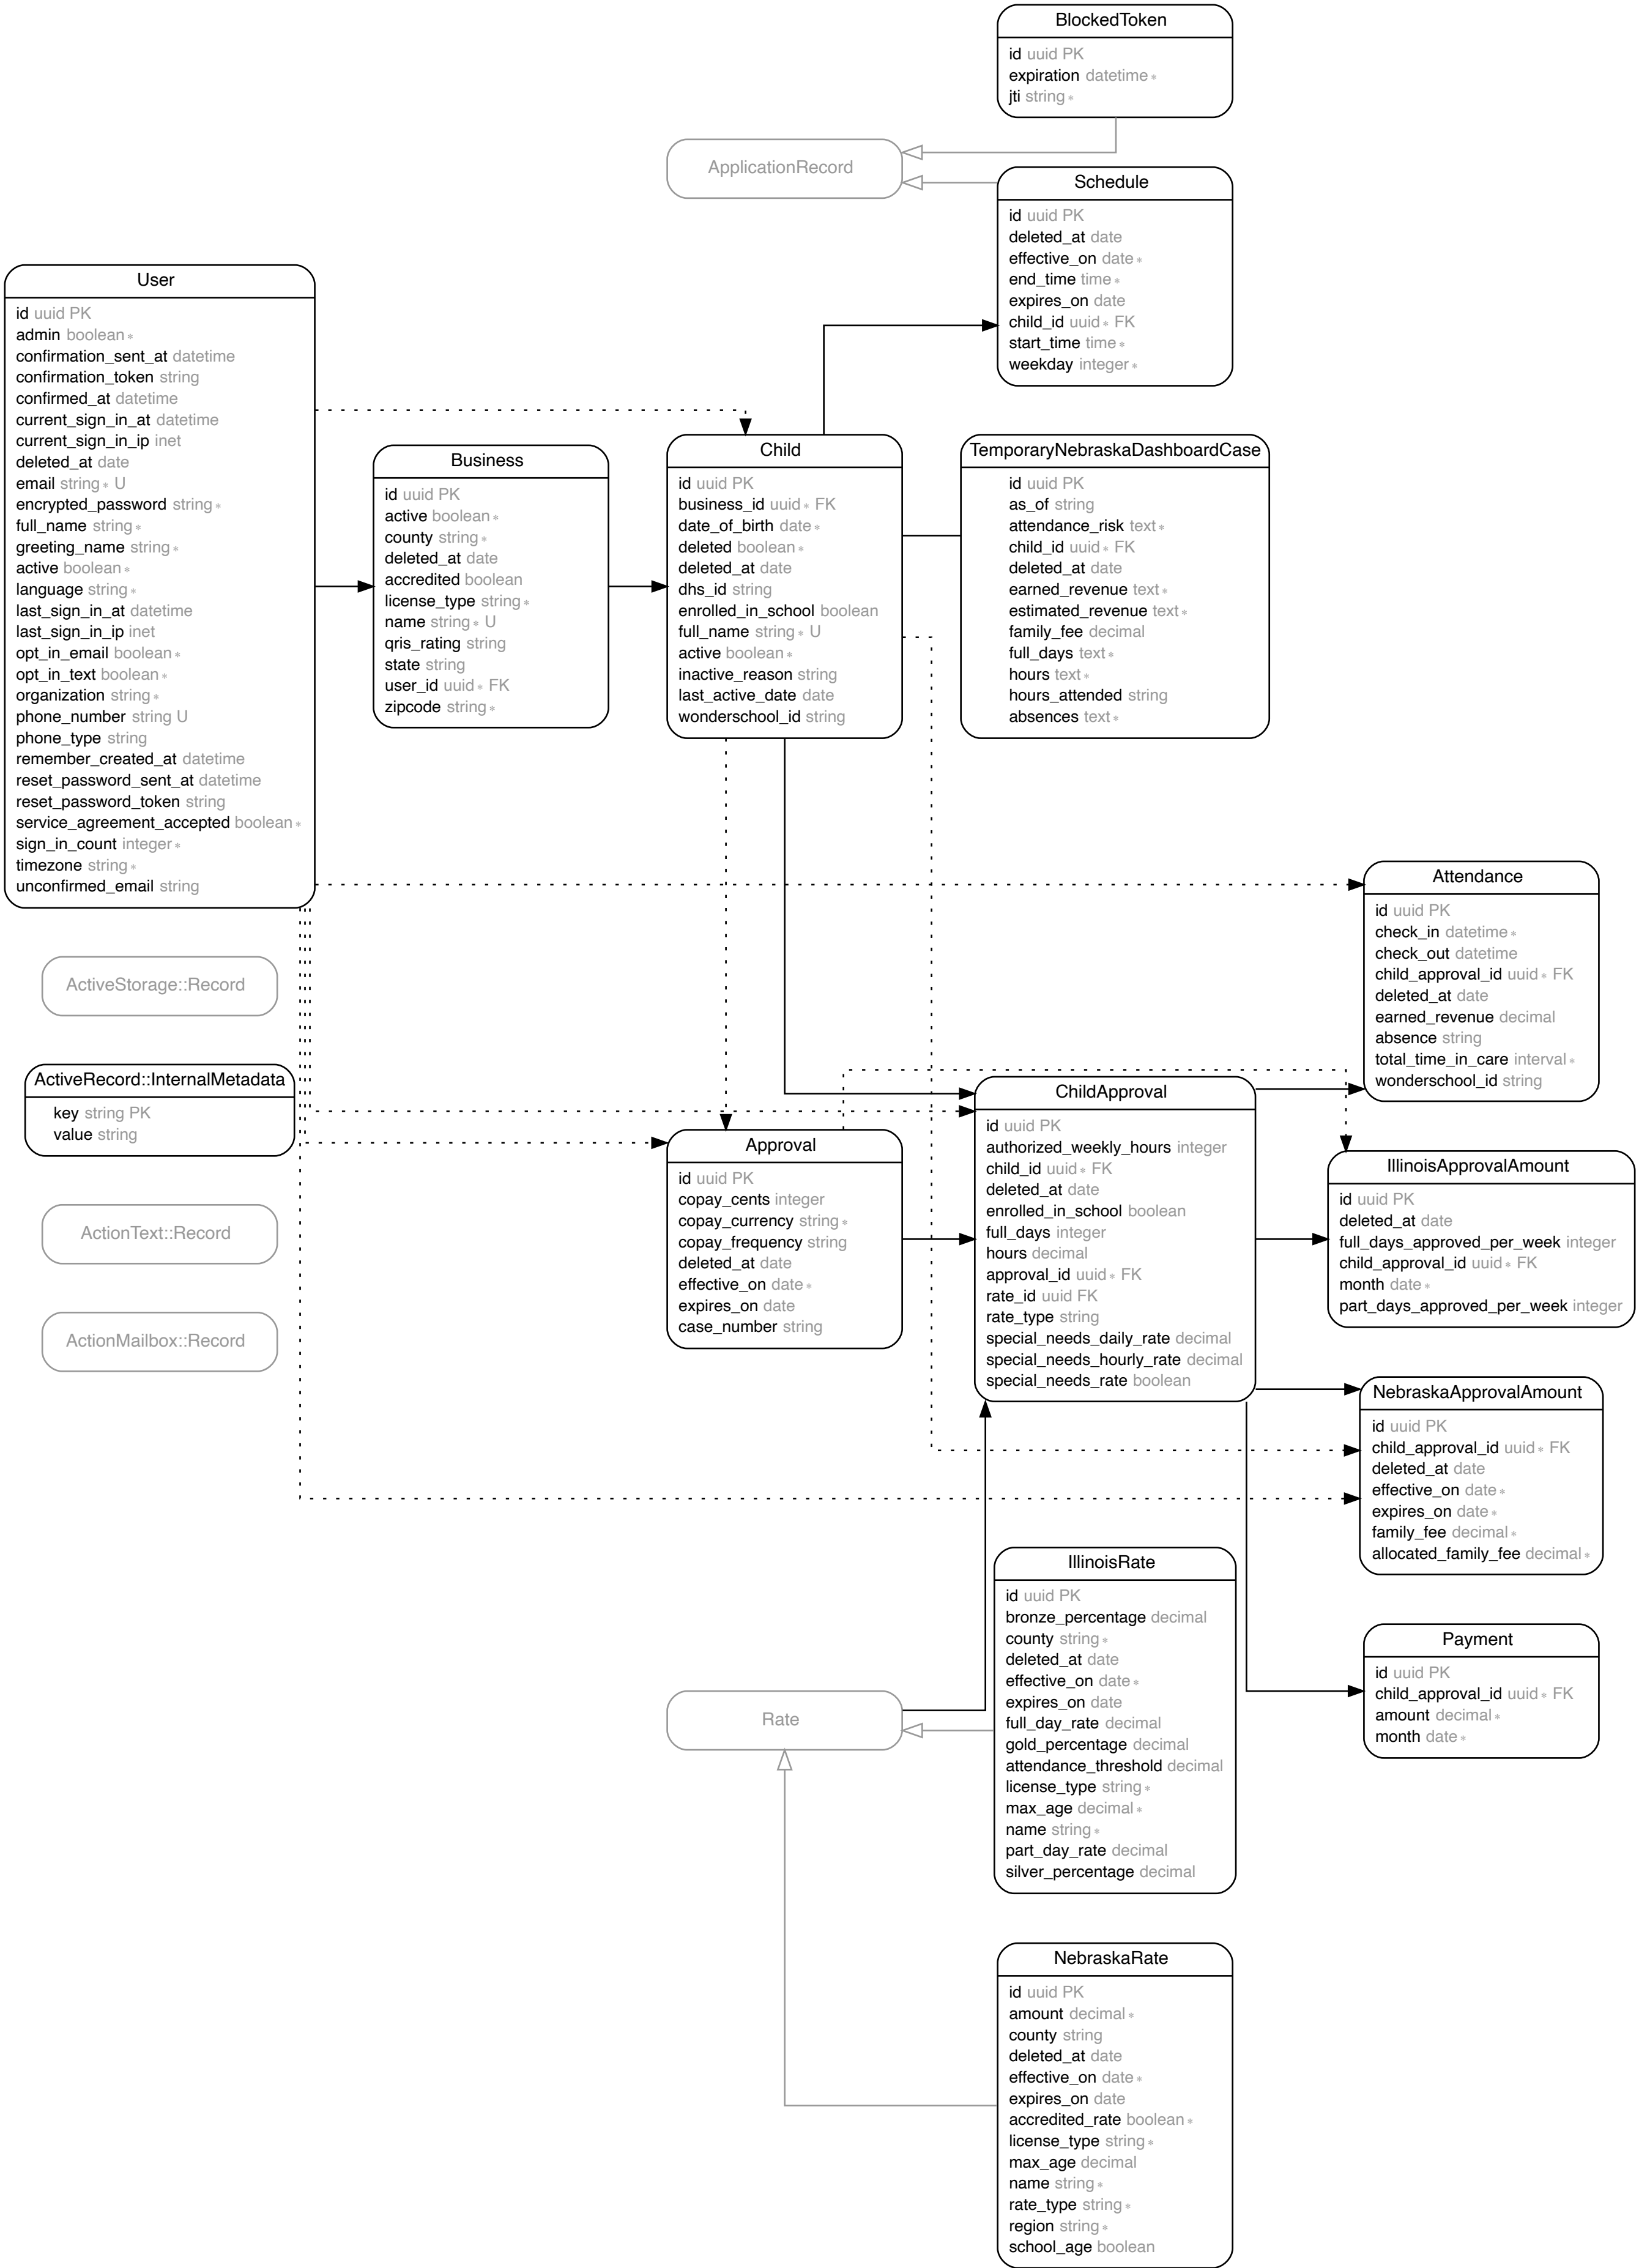 BlockedToken
id uuid PK
expiration datetime ∗
jti string ∗
ApplicationRecord
Schedule
id uuid PK
deleted_at date
effective_on date ∗
end_time time ∗
expires_on date
child_id uuid ∗ FK
start_time time ∗
weekday integer ∗
User
id uuid PK
admin boolean ∗
confirmation_sent_at datetime
confirmation_token string
confirmed_at datetime
current_sign_in_at datetime
current_sign_in_ip inet
deleted_at date
email string ∗ U
encrypted_password string ∗
full_name string ∗
greeting_name string ∗
active boolean ∗
language string ∗
last_sign_in_at datetime
last_sign_in_ip inet
opt_in_email boolean ∗
opt_in_text boolean ∗
organization string ∗
phone_number string U
phone_type string
remember_created_at datetime
reset_password_sent_at datetime
reset_password_token string
service_agreement_accepted boolean ∗
sign_in_count integer ∗
timezone string ∗
unconfirmed_email string
Business
id uuid PK
active boolean ∗
county string ∗
deleted_at date
accredited boolean
license_type string ∗
name string ∗ U
qris_rating string
state string
user_id uuid ∗ FK
zipcode string ∗
Child
id uuid PK
business_id uuid ∗ FK
date_of_birth date ∗
deleted boolean ∗
deleted_at date
dhs_id string
enrolled_in_school boolean
full_name string ∗ U
active boolean ∗
inactive_reason string
last_active_date date
wonderschool_id string
TemporaryNebraskaDashboardCase
id uuid PK
as_of string
attendance_risk text ∗
child_id uuid ∗ FK
deleted_at date
earned_revenue text ∗
estimated_revenue text ∗
family_fee decimal
full_days text ∗
hours text ∗
hours_attended string
absences text ∗
Attendance
id uuid PK
check_in datetime ∗
check_out datetime
child_approval_id uuid ∗ FK
deleted_at date
earned_revenue decimal
absence string
total_time_in_care interval ∗
wonderschool_id string
ActiveStorage::Record
ActiveRecord::InternalMetadata
key string PK
value string
ActionText::Record
ActionMailbox::Record
Approval
id uuid PK
copay_cents integer
copay_currency string ∗
copay_frequency string
deleted_at date
effective_on date ∗
expires_on date
case_number string
ChildApproval
id uuid PK
authorized_weekly_hours integer
child_id uuid ∗ FK
deleted_at date
enrolled_in_school boolean
full_days integer
hours decimal
approval_id uuid ∗ FK
rate_id uuid FK
rate_type string
special_needs_daily_rate decimal
special_needs_hourly_rate decimal
special_needs_rate boolean
IllinoisApprovalAmount
id uuid PK
deleted_at date
full_days_approved_per_week integer
child_approval_id uuid ∗ FK
month date ∗
part_days_approved_per_week integer
NebraskaApprovalAmount
id uuid PK
child_approval_id uuid ∗ FK
deleted_at date
effective_on date ∗
expires_on date ∗
family_fee decimal ∗
allocated_family_fee decimal ∗
IllinoisRate
id uuid PK
bronze_percentage decimal
county string ∗
deleted_at date
effective_on date ∗
expires_on date
full_day_rate decimal
gold_percentage decimal
attendance_threshold decimal
license_type string ∗
max_age decimal ∗
name string ∗
part_day_rate decimal
silver_percentage decimal
Payment
id uuid PK
child_approval_id uuid ∗ FK
amount decimal ∗
month date ∗
Rate
NebraskaRate
id uuid PK
amount decimal ∗
county string
deleted_at date
effective_on date ∗
expires_on date
accredited_rate boolean ∗
license_type string ∗
max_age decimal
name string ∗
rate_type string ∗
region string ∗
school_age boolean